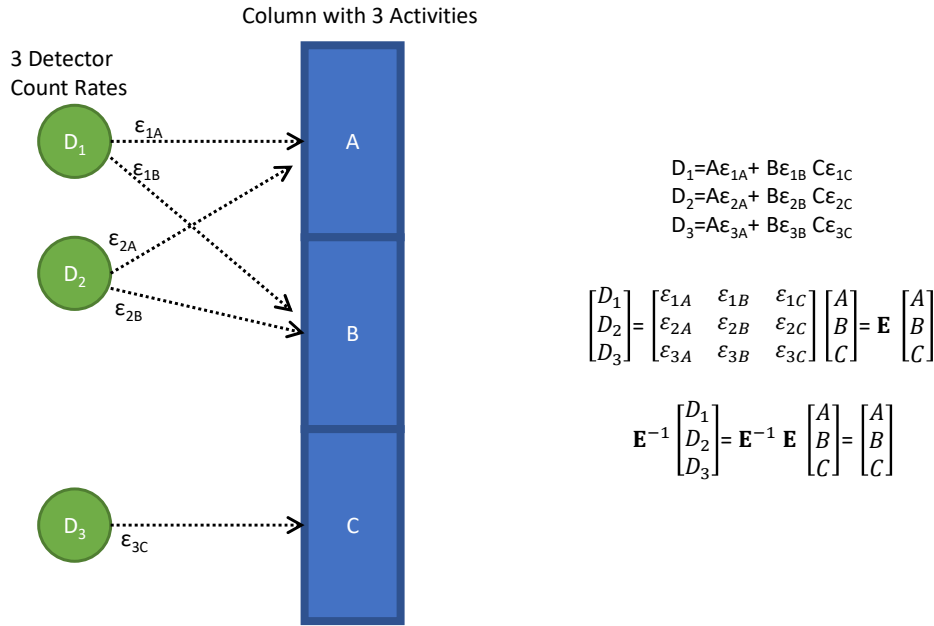 Column with 3 Activities
3 Detector
Count Rates
D₁
ε₁A
ε₁B
A
D₂
ε₂A
ε₂B
B
D₃
ε₃C
C
D₁=Aε₁A+ Bε₁B Cε₁C
D₂=Aε₂A+ Bε₂B Cε₂C
D₃=Aε₃A+ Bε₃B Cε₃C
[D₁ D₂ D₃] = [ε₁A ε₁B ε₁C ε₂A ε₂B ε₂C ε₃A ε₃B ε₃C] [A B C] = E [A B C]
E⁻¹ [D₁ D₂ D₃] = E⁻¹ E [A B C] = [A B C]